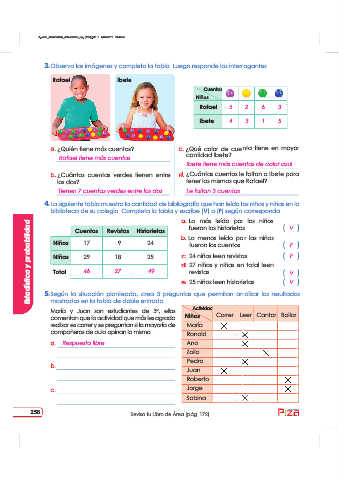 3. Observa las imágenes y completa la tabla. Luego responde las interrogantes
Rafael
Ibete
Cuentas
Niños
Rafael 5 2 6 3
Ibete 4 3 1 5
a. ¿Quién tiene más cuentas?
Rafael tiene más cuentas
b. ¿Cuántas cuentas verdes tienen entre los dos?
Tienen 7 cuentas verdes entre los dos
c. ¿Qué color de cuenta tiene en mayor cantidad Ibete?
Ibete tiene más cuentas de color azul
d. ¿Cuántas cuentas le faltan a Ibete para tener las mismas que Rafael?
Le faltan 3 cuentas
4. La siguiente tabla muestra la cantidad de bibliografía que han leído los niños y niñas en la
biblioteca de su colegio. Completa la tabla y escribe (V) o (F) según corresponda
Cuentos Revistas Historietas
Niños 17 9 24
Niñas 29 18 25
Total 46 27 49
a. Lo más leído por los niños fueron las historietas ( V )
b. Lo menos leído por las niñas fueron los cuentos ( F )
c. 24 niñas leen revistas ( F )
d. 27 niños y niñas en total leen revistas ( V )
e. 25 niñas leen historietas ( V )
5. Según la situación planteada, crea 3 preguntas que permitan analizar los resultados
mostrados en la tabla de doble entrada
María y Juan son estudiantes de 3°, ellos
comentan que la actividad que más les agrada
realizar es correr y se preguntan si la mayoría de
compañeros de aula opinan lo mismo
a. Respuesta libre
b.
c.
Actividad
Niños
Correr Leer Cantar Bailar
María X
Ronald X
Ana X
Zoila X
Pedro X
Juan X
Roberto X
Jorge X
Sabina X
Estadística y probabilidad
258
Revisa tu Libro de Área (pág. 179)